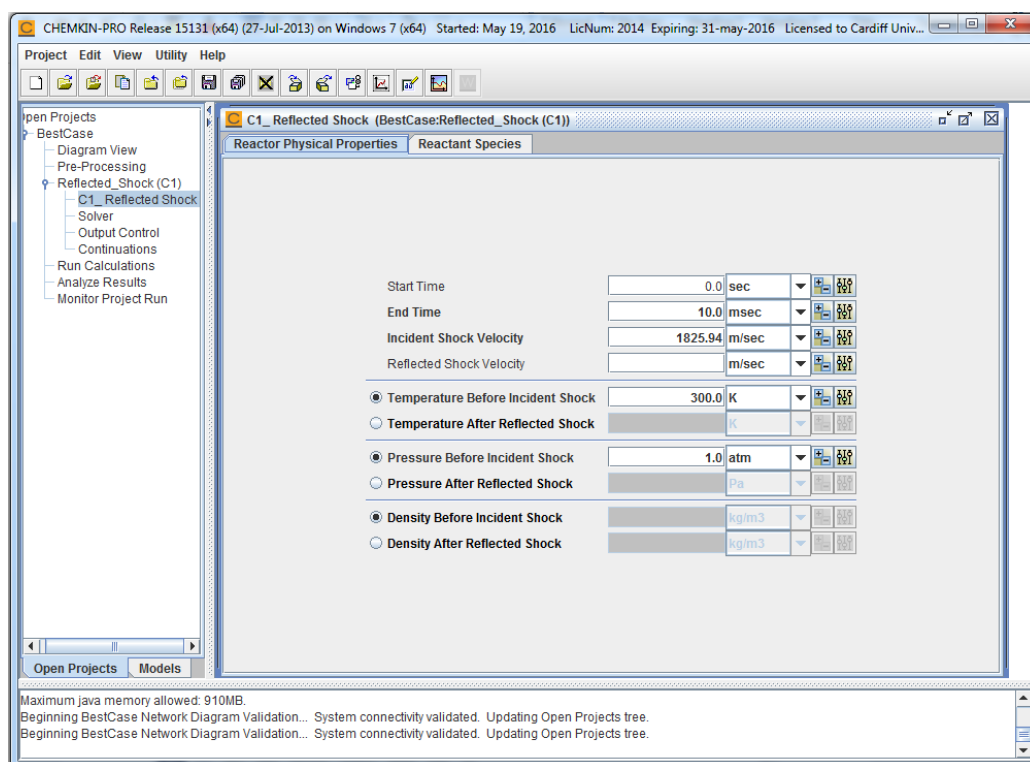 CHEMKIN-PRO Release 15131 (x64) (27-Jul-2013) on Windows 7 (x64) Started: May 19, 2016 LicNum: 2014 Expiring: 31-may-2016 Licensed to Cardiff Univ...
Project Edit View Utility Help
pen Projects
BestCase
Diagram View
Pre-Processing
Reflected_Shock (C1)
C1_ Reflected Shock
Solver
Output Control
Continuations
Run Calculations
Analyze Results
Monitor Project Run
Open Projects Models
C1_ Reflected Shock (BestCase:Reflected_Shock (C1))
Reactor Physical Properties Reactant Species
Start Time 0.0 sec
End Time 10.0 msec
Incident Shock Velocity 1825.94 m/sec
Reflected Shock Velocity m/sec
Temperature Before Incident Shock 300.0 K
Temperature After Reflected Shock K
Pressure Before Incident Shock 1.0 atm
Pressure After Reflected Shock Pa
Density Before Incident Shock kg/m3
Density After Reflected Shock kg/m3
Maximum java memory allowed: 910MB.
Beginning BestCase Network Diagram Validation... System connectivity validated. Updating Open Projects tree.
Beginning BestCase Network Diagram Validation... System connectivity validated. Updating Open Projects tree.